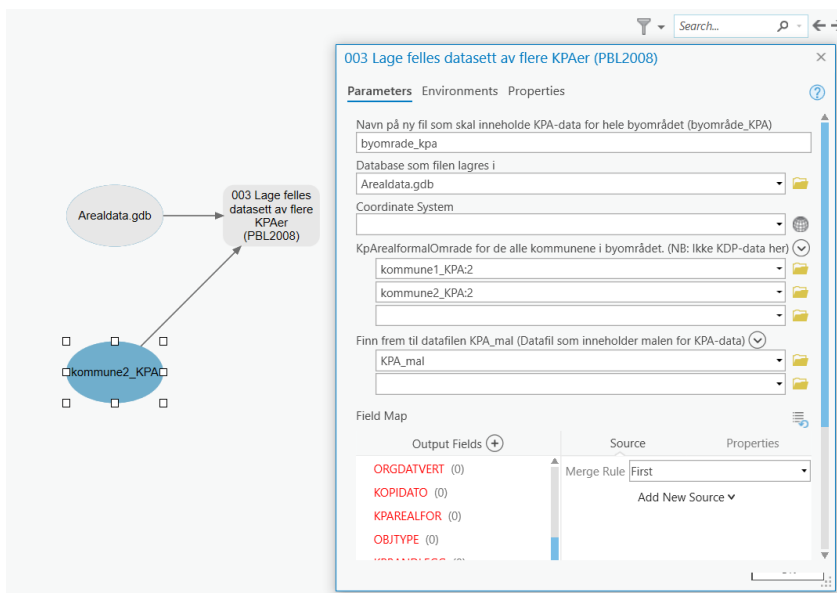 Search...
003 Lage felles datasett av flere KPAer (PBL2008)
Parameters Environments Properties
Navn på ny fil som skal inneholde KPA-data for hele byområdet (byområde_KPA)
byomrade_kpa
Database som filen lagres i
Arealdata.gdb
Coordinate System
KpArealformalOmrade for de alle kommunene i byområdet. (NB: Ikke KDP-data her)
kommune1_KPA:2
kommune2_KPA:2
Finn frem til datafilen KPA_mal (Datafil som inneholder malen for KPA-data)
KPA_mal
Field Map
Output Fields
Source
Properties
ORGDATVERT (0)
KOPIDATO (0)
KPAREALFOR (0)
OBJTYPE (0)
Merge Rule First
Add New Source
Arealdata.gdb
003 Lage felles
datasett av flere
KPAer
(PBL2008)
kommune2_KPA